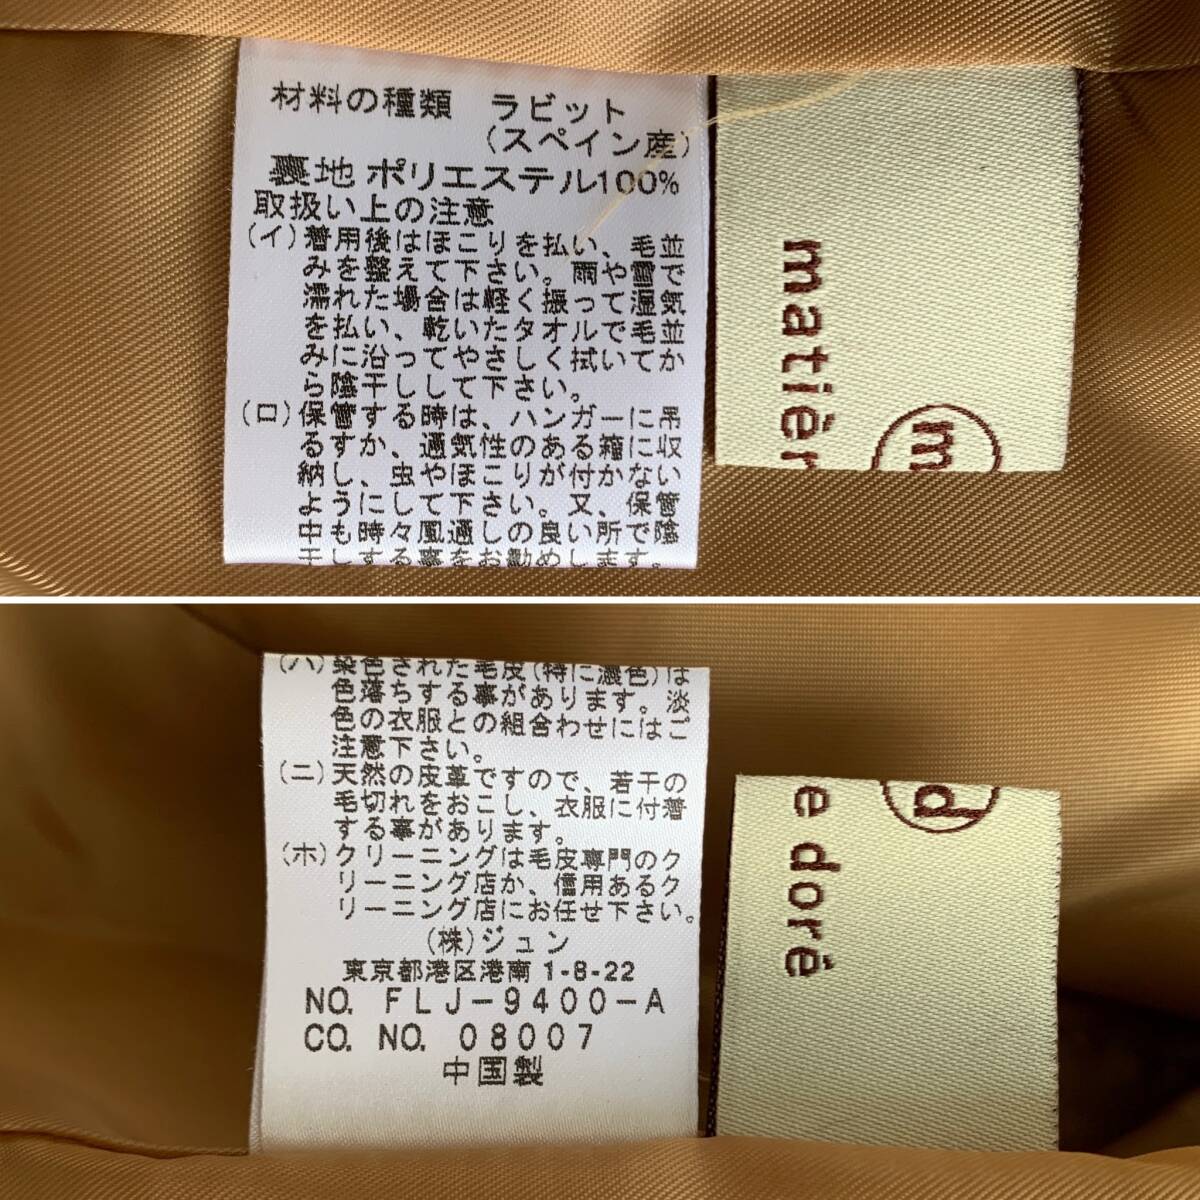 材料の種類　ラビット
(スペイン産)
裏地 ポリエステル100%
取扱い上の注意
(イ) 着用後はほこりを払い、毛並
みを整えて下さい。雨や雪で
濡れた場合は軽く振って湿気
を払い、乾いたタオルで毛並
みに沿ってやさしく拭いてか
ら陰干しして下さい。
(ロ) 保管する時は、ハンガーに吊
るすか、通気性のある箱に収
納し、虫やほこりが付かない
ようにして下さい。又、保管
中も時々風通しの良い所で陰
干しする事をお勧めします。
matièr
m
(ハ) 染色された毛皮(特に濃色)は
色落ちする事があります。淡
色の衣服との組合わせにはご
注意下さい。
(ニ) 天然の皮革ですので、若干の
毛切れをおこし、衣服に付着
する事があります。
(ホ) クリーニングは毛皮専門のク
リーニング店か、信用あるク
リーニング店にお任せ下さい。
(株)ジュン
東京都港区港南 1-8-22
NO. FLJ-9400-A
CO. NO. 08007
中国製
d
e doré